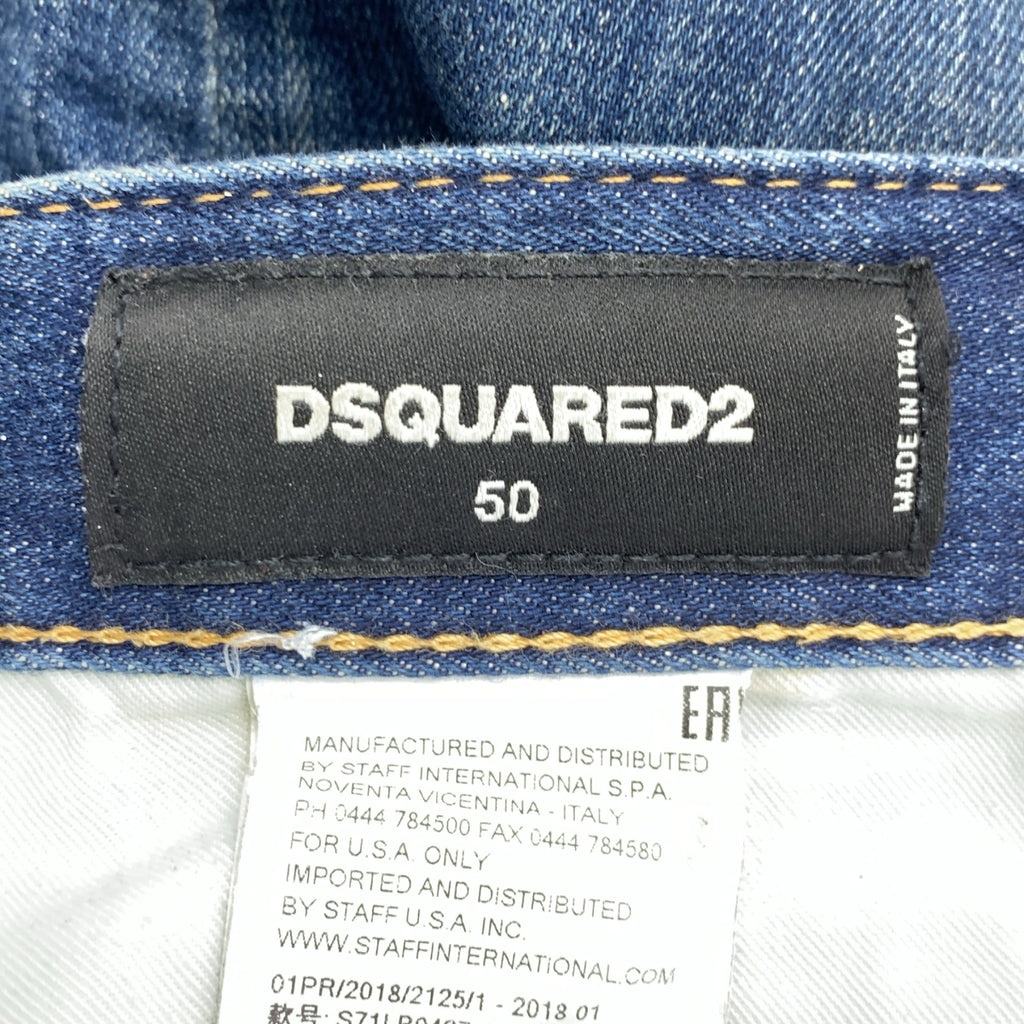 DSQUARED2
50
MADE IN ITALY
EAC
MANUFACTURED AND DISTRIBUTED
BY STAFF INTERNATIONAL S.P.A.
NOVENTA VICENTINA - ITALY
PH 0444 784500 FAX 0444 784580
FOR U.S.A. ONLY
IMPORTED AND DISTRIBUTED
BY STAFF U.S.A. INC.
WWW.STAFFINTERNATIONAL.COM
01PR/2018/2125/1 - 2018 01
款号: